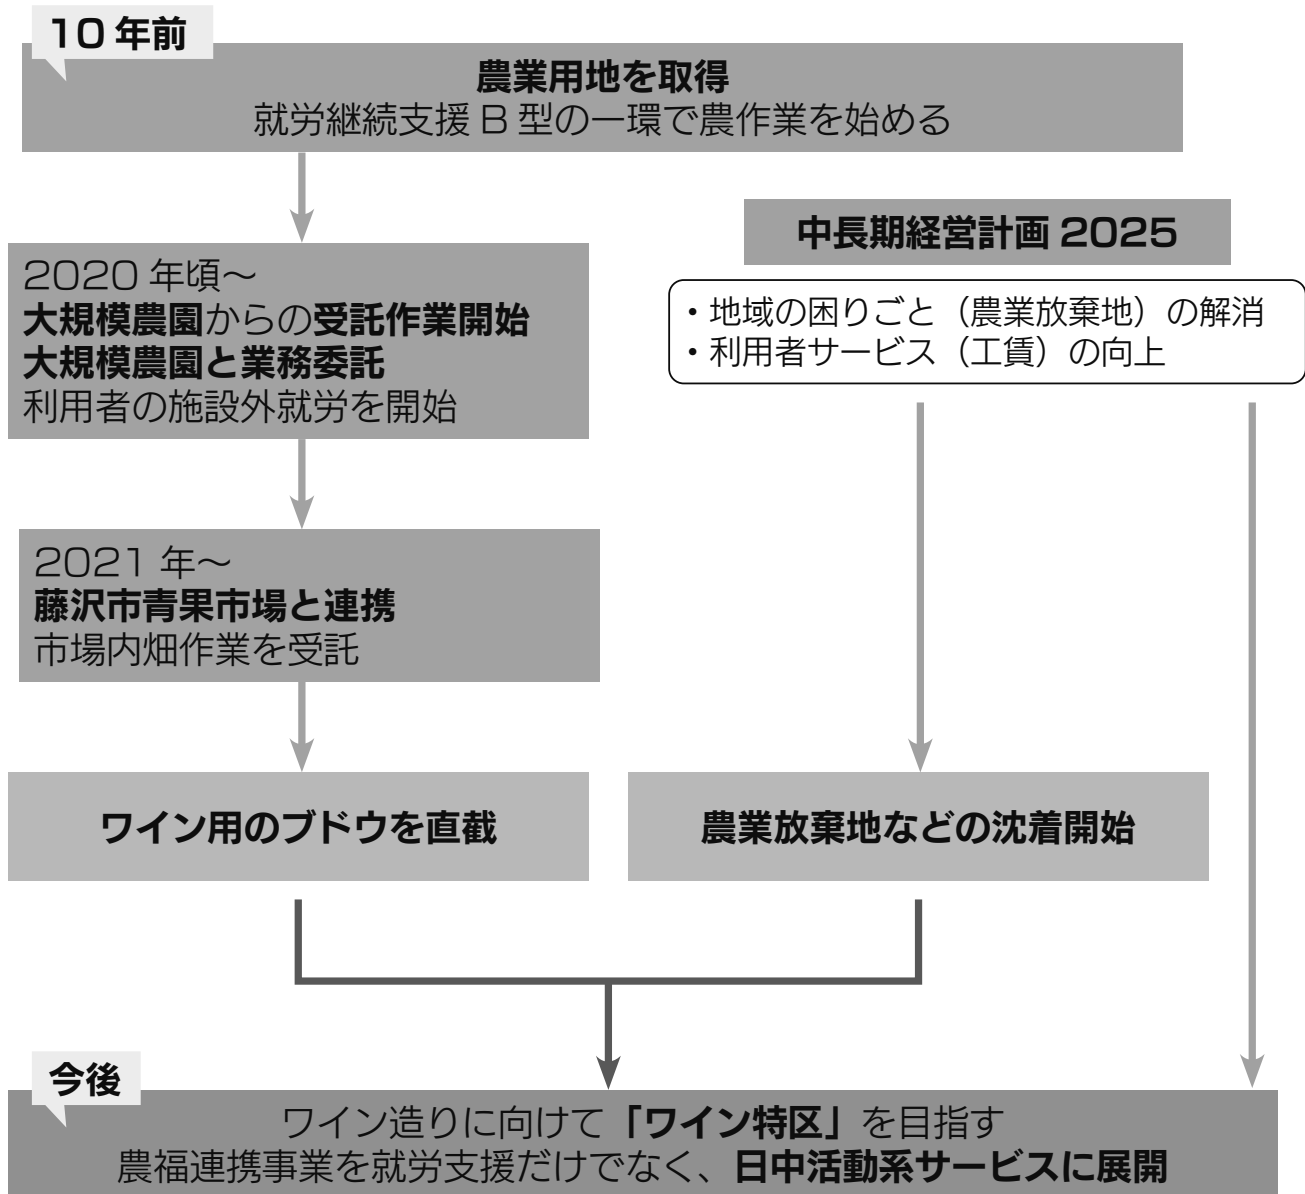 10年前
農業用地を取得
就労継続支援B型の一環で農作業を始める
2020年頃～
大規模農園からの受託作業開始
大規模農園と業務委託
利用者の施設外就労を開始
2021年～
藤沢市青果市場と連携
市場内畑作業を受託
ワイン用のブドウを直截
中長期経営計画2025
・地域の困りごと（農業放棄地）の解消
・利用者サービス（工賃）の向上
農業放棄地などの沈着開始
今後
ワイン造りに向けて「ワイン特区」を目指す
農福連携事業を就労支援だけでなく、日中活動系サービスに展開